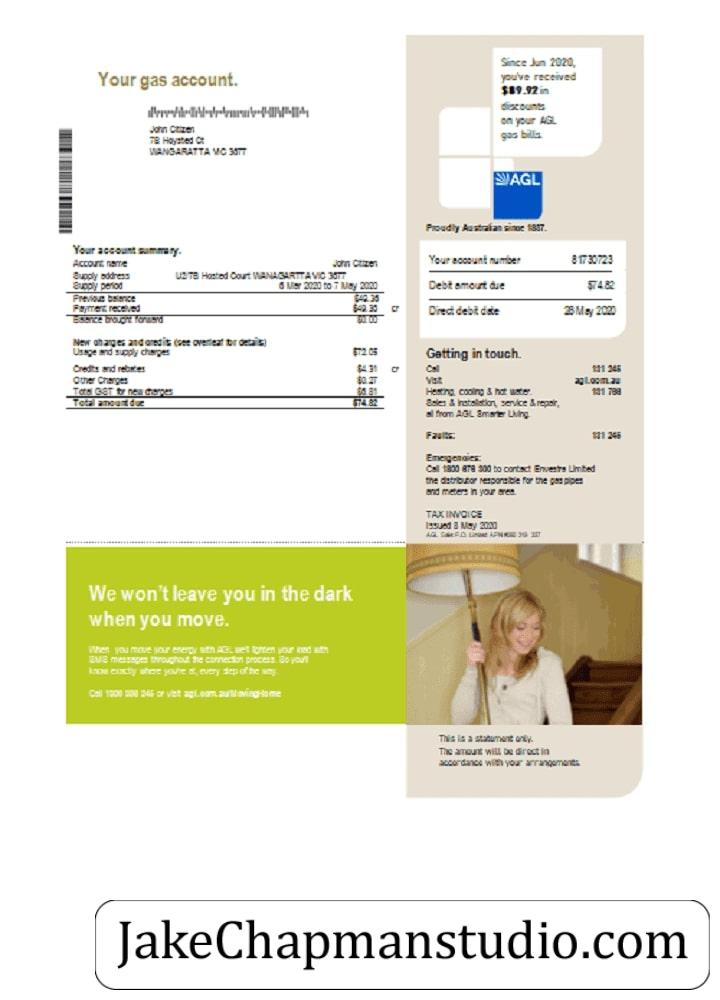 Your gas account.
John Citizen
7B Hoysted Ct
WANGARATTA VIC 3677
Since Jun 2020,
you've received
$89.92 in
discounts
on your AGL
gas bills.
AGL
Proudly Australian since 1837.
Your account number 81730723
Debit amount due $74.82
Direct debit date 28 May 2020
Your account summary.
Account name John Citizen
Supply address U2/7B Hosted Court WANAGARTTA VIC 3677
Supply period 6 Mar 2020 to 7 May 2020
Previous balance $49.36
Payment received $49.36 cr
Balance brought forward $0.00
New charges and credits (see overleaf for details)
Usage and supply charges $72.05
Credits and rebates $4.31 cr
Other Charges $0.27
Total GST for new charges $6.81
Total amount due $74.82
Getting in touch.
Call 131 245
Visit agl.com.au
Heating, cooling & hot water. 131 766
Sales & installation, service & repair,
all from AGL Smarter Living.
Faults: 131 245
Emergencies:
Call 1800 676 300 to contact Envestra Limited
the distributor responsible for the gas pipes
and meters in your area.
TAX INVOICE
Issued 8 May 2020
We won't leave you in the dark
when you move.
When you move your energy with AGL we'll lighten your load with
SMS messages throughout the connection process. So you'll
know exactly where you're at, every step of the way.
Call 1300 245 or visit agl.com.au/MovingHome
This is a statement only.
The amount will be direct in
accordance with your arrangements.
JakeChapmanstudio.com